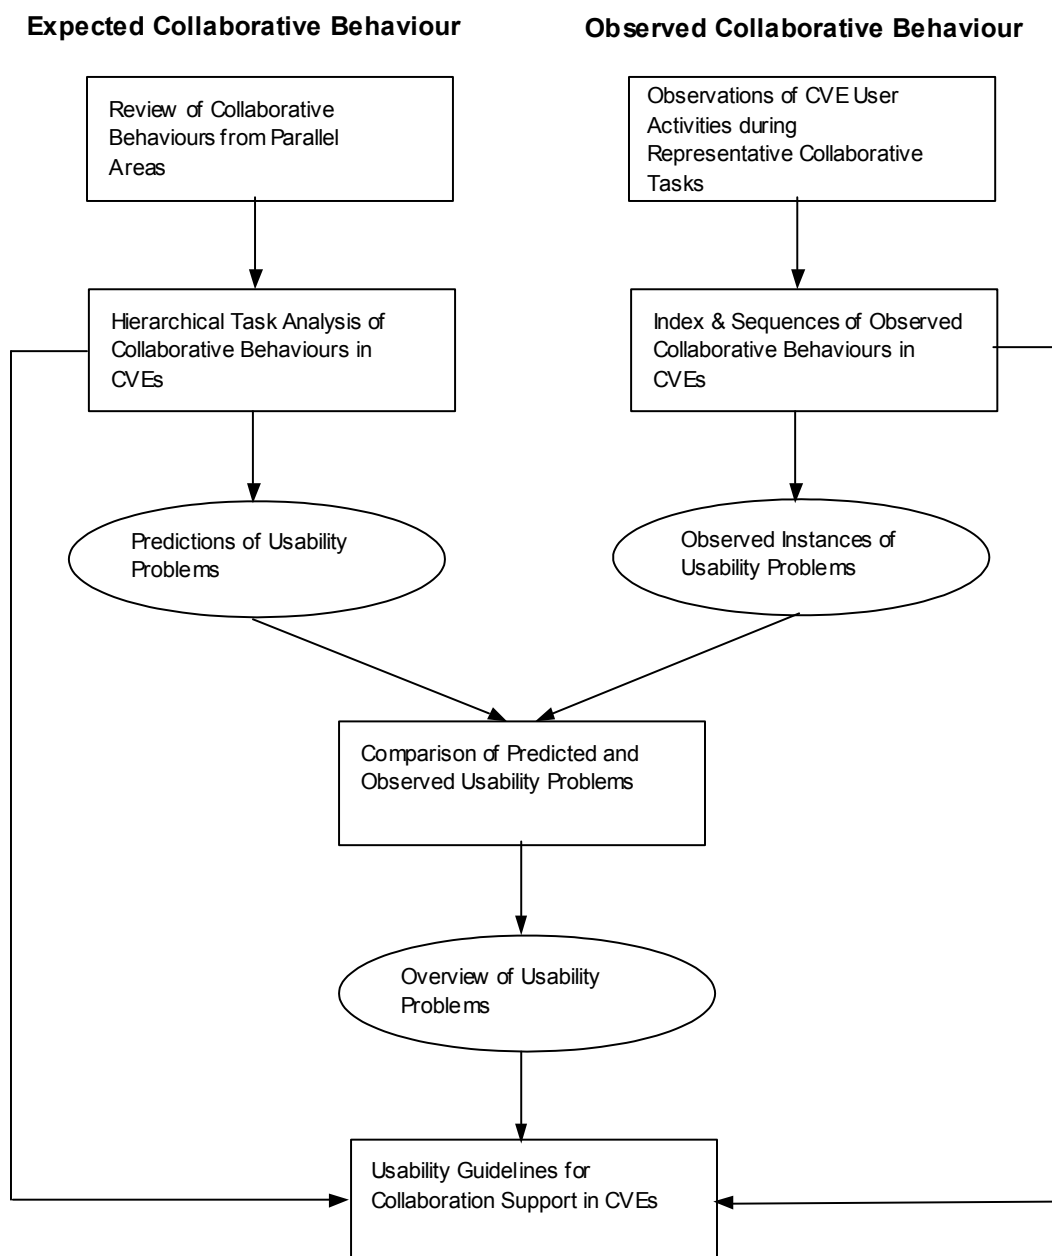 Expected Collaborative Behaviour
Observed Collaborative Behaviour
Review of Collaborative
Behaviours from Parallel
Areas
Observations of CVE User
Activities during
Representative Collaborative
Tasks
Hierarchical Task Analysis of
Collaborative Behaviours in
CVEs
Index & Sequences of Observed
Collaborative Behaviours in
CVEs
Predictions of Usability
Problems
Observed Instances of
Usability Problems
Comparison of Predicted and
Observed Usability Problems
Overview of Usability
Problems
Usability Guidelines for
Collaboration Support in CVEs